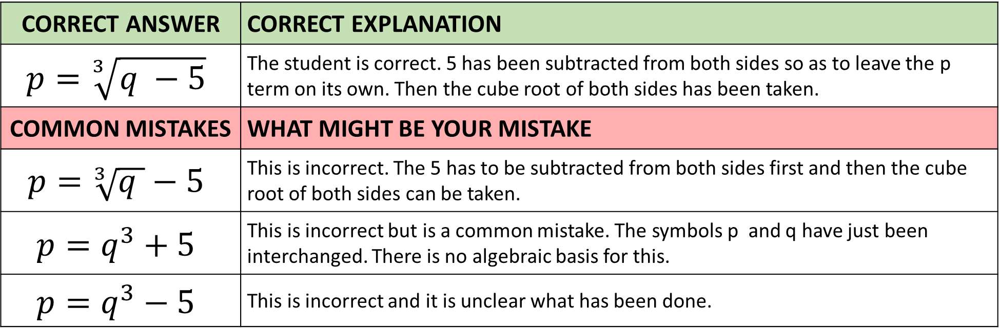 CORRECT ANSWER
CORRECT EXPLANATION
p = ∛(q − 5)
The student is correct. 5 has been subtracted from both sides so as to leave the p
term on its own. Then the cube root of both sides has been taken.
COMMON MISTAKES
WHAT MIGHT BE YOUR MISTAKE
p = ∛q − 5
This is incorrect. The 5 has to be subtracted from both sides first and then the cube
root of both sides can be taken.
p = q³ + 5
This is incorrect but is a common mistake. The symbols p and q have just been
interchanged. There is no algebraic basis for this.
p = q³ − 5
This is incorrect and it is unclear what has been done.